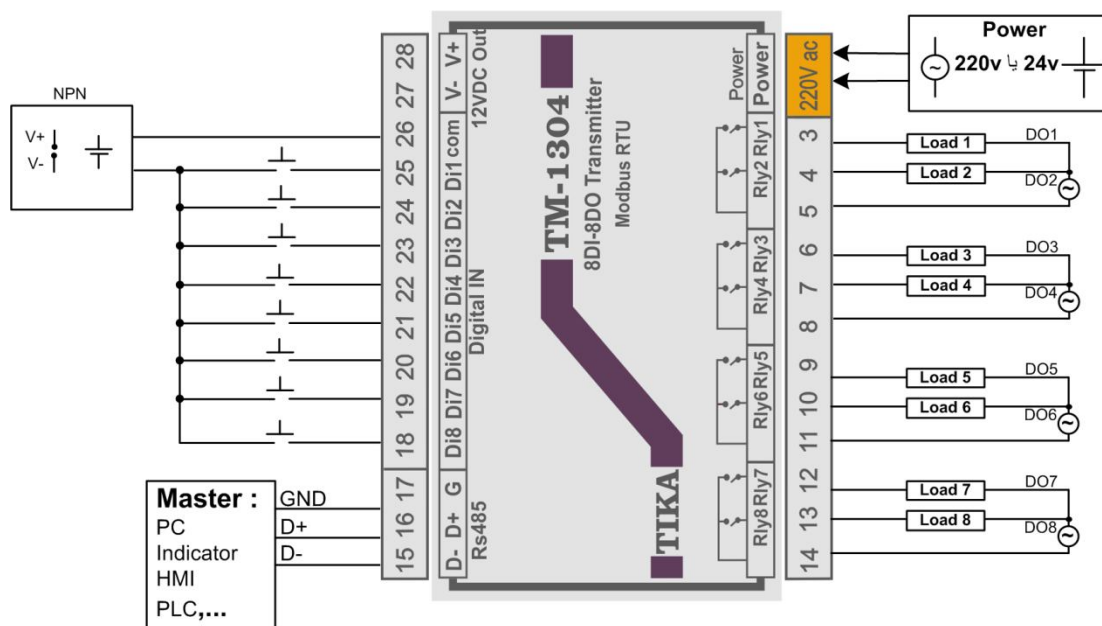 NPN
V+
V-
28
27
26
25
24
23
22
21
20
19
18
17
16
15
V- V+
12VDC Out
Di8 Di7 Di6 Di5 Di4 Di3 Di2 Di1 com
Digital IN
D- D+ G
Rs485
Master :
PC
Indicator
HMI
PLC,...
GND
D+
D-
TM-1304
8DI-8DO Transmitter
Modbus RTU
TIKA
Power
Power
Rly2 Rly1
Rly4 Rly3
Rly6 Rly5
Rly8 Rly7
220V ac
3
4
5
6
7
8
9
10
11
12
13
14
Power
220v یا 24v
Load 1
DO1
Load 2
DO2
Load 3
DO3
Load 4
DO4
Load 5
DO5
Load 6
DO6
Load 7
DO7
Load 8
DO8